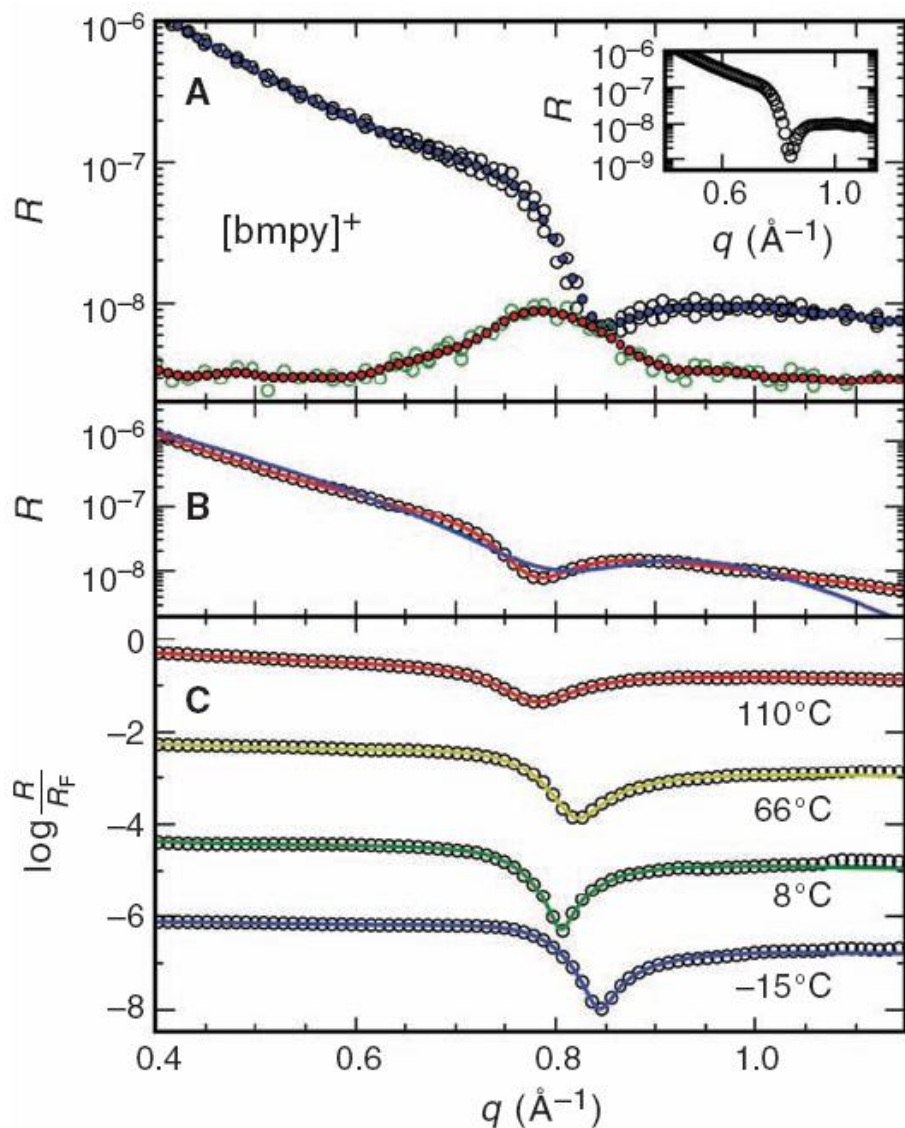 10⁻⁶
10⁻⁷
10⁻⁸
R
A
[bmpy]⁺
10⁻⁶
10⁻⁷
10⁻⁸
10⁻⁹
R
0.6
1.0
q (Å⁻¹)
10⁻⁶
10⁻⁷
10⁻⁸
R
B
0
−2
−4
−6
−8
log R/R_F
C
110°C
66°C
8°C
−15°C
0.4
0.6
0.8
1.0
q (Å⁻¹)